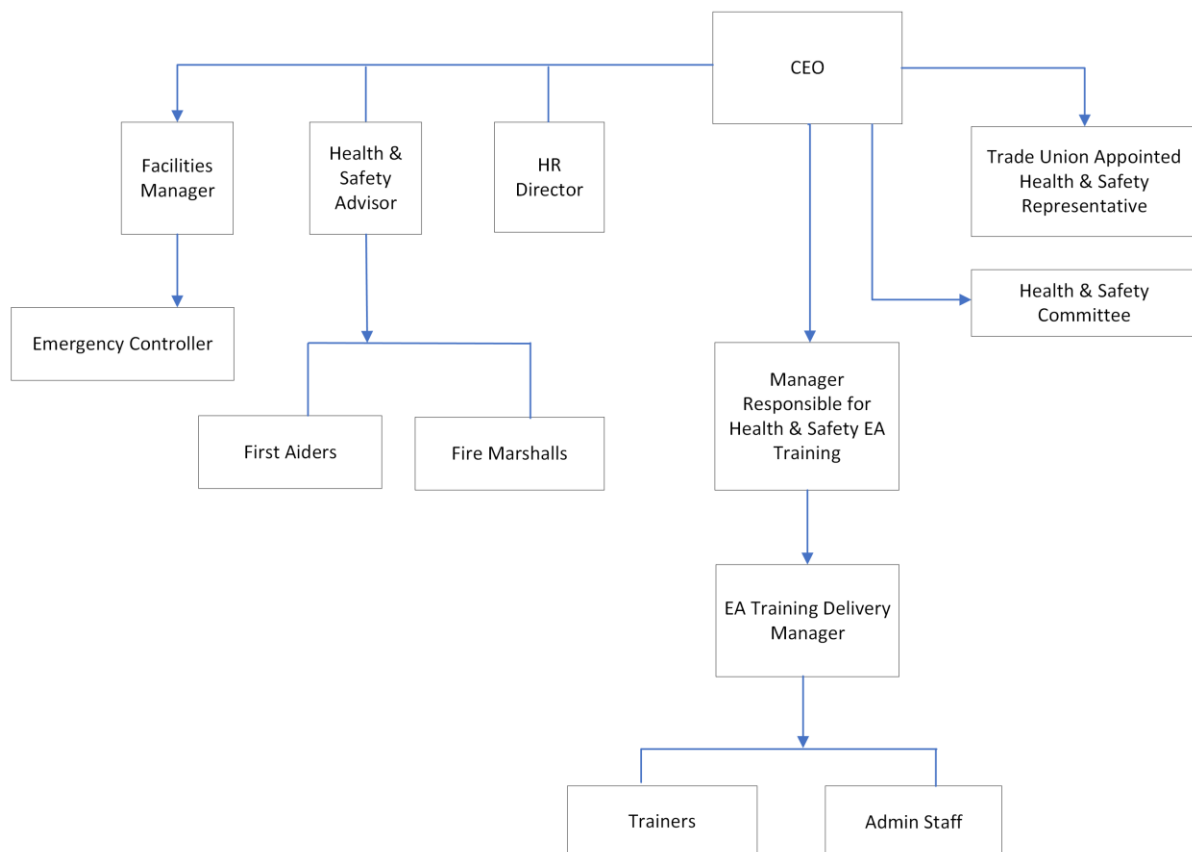 CEO
Facilities
Manager
Health &
Safety
Advisor
HR
Director
Trade Union Appointed
Health & Safety
Representative
Emergency Controller
Health & Safety
Committee
First Aiders
Fire Marshalls
Manager
Responsible for
Health & Safety EA
Training
EA Training Delivery
Manager
Trainers
Admin Staff